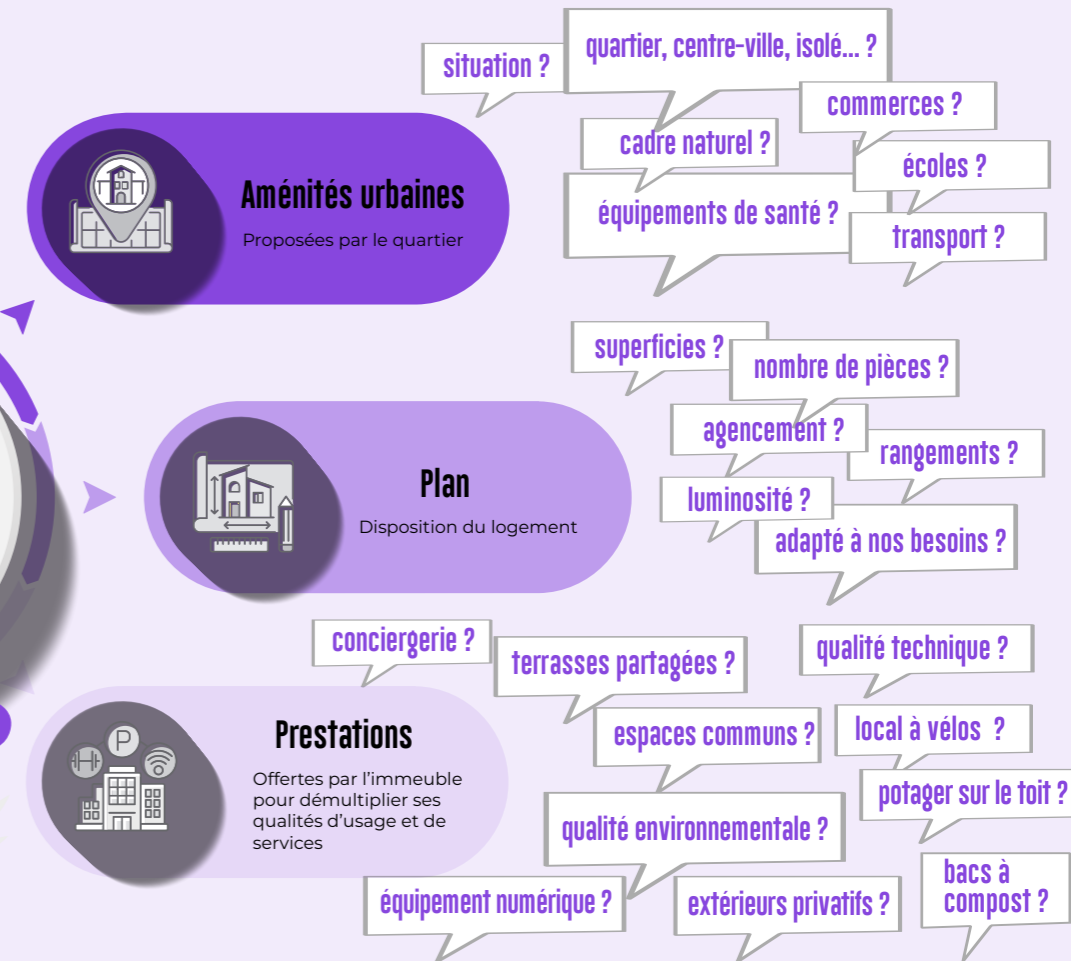 situation ?
quartier, centre-ville, isolé... ?
commerces ?
cadre naturel ?
écoles ?
équipements de santé ?
transport ?
Aménités urbaines
Proposées par le quartier
superficies ?
nombre de pièces ?
agencement ?
rangements ?
luminosité ?
adapté à nos besoins ?
Plan
Disposition du logement
conciergerie ?
terrasses partagées ?
qualité technique ?
espaces communs ?
local à vélos ?
potager sur le toit ?
qualité environnementale ?
bacs à
compost ?
équipement numérique ?
extérieurs privatifs ?
P
Prestations
Offertes par l'immeuble
pour démultiplier ses
qualités d'usage et de
services